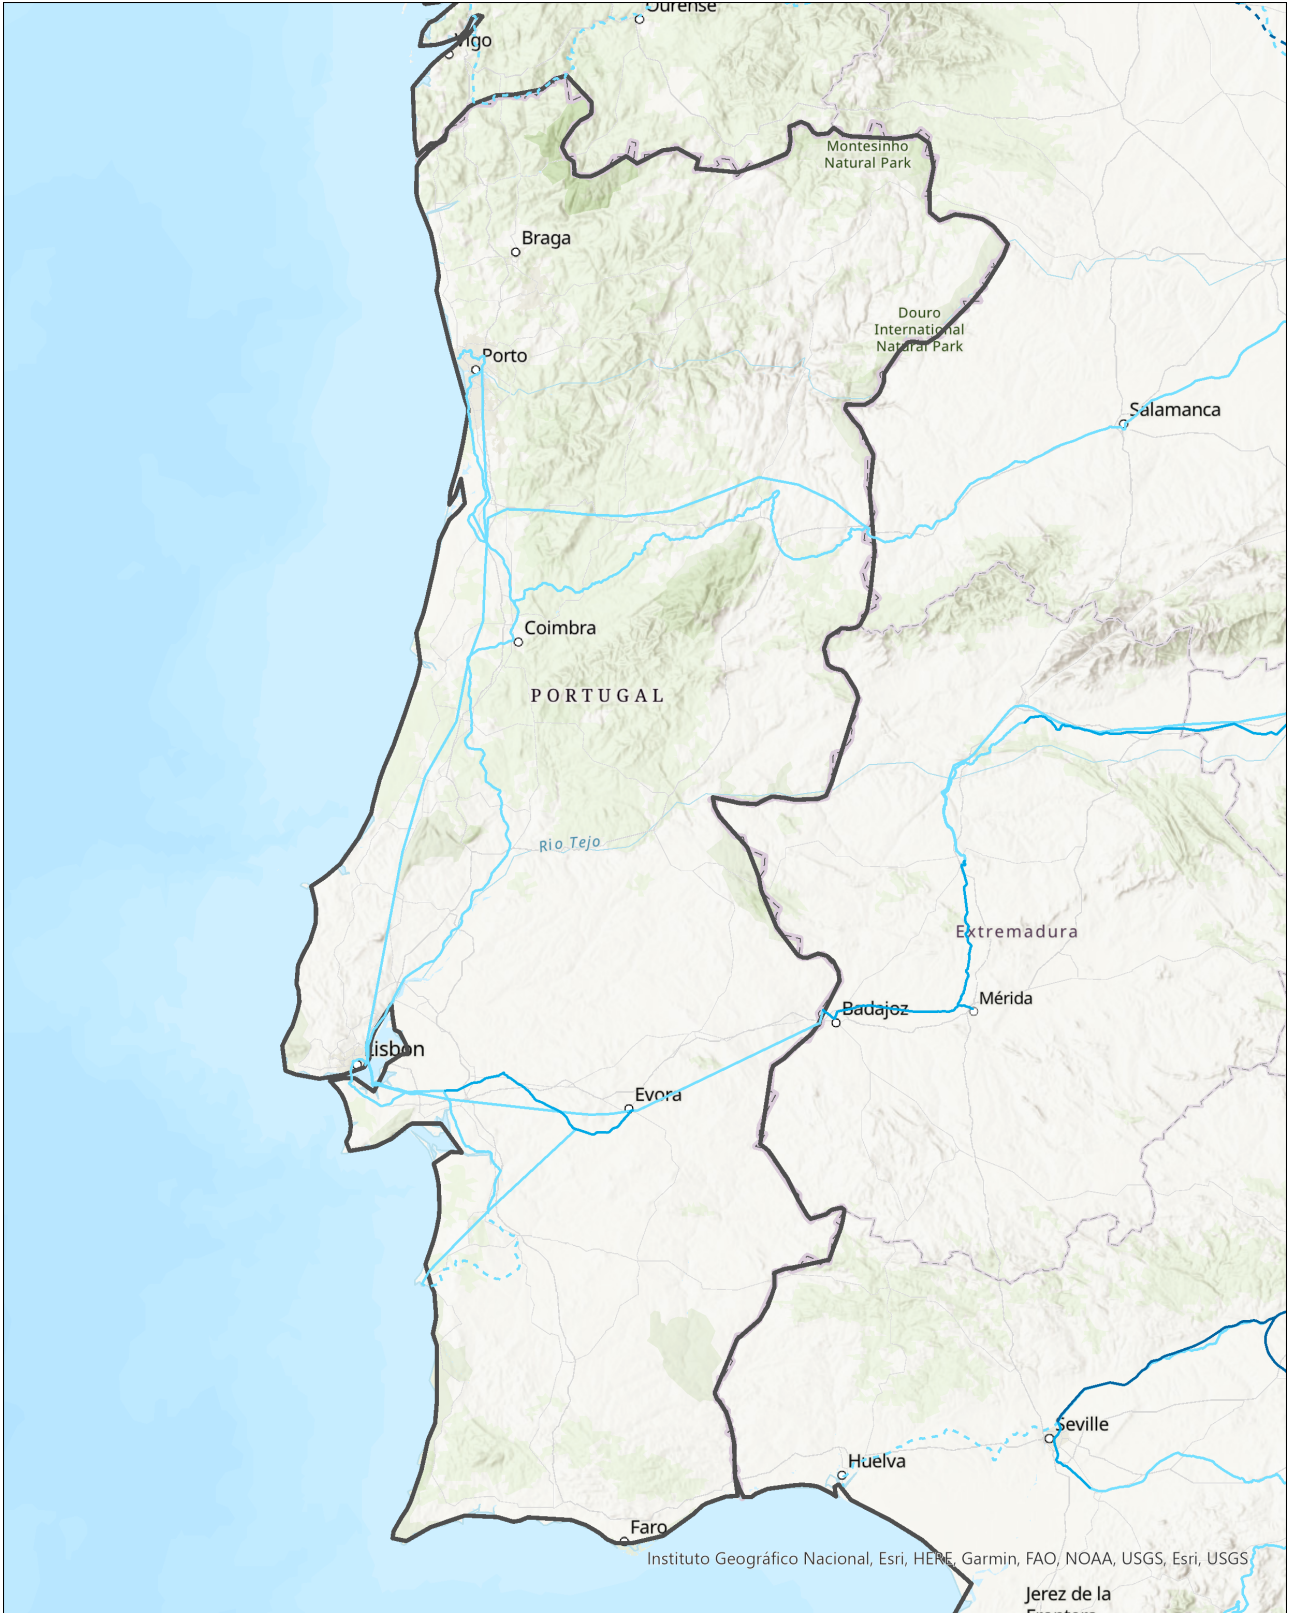 Ourense
Vigo
Montesinho
Natural Park
Braga
Douro
International
Natural Park
Porto
Salamanca
Coimbra
PORTUGAL
Rio Tejo
Extremadura
Mérida
Badajoz
Lisbon
Evora
Seville
Huelva
Faro
Instituto Geográfico Nacional, Esri, HERE, Garmin, FAO, NOAA, USGS, Esri, USGS
Jerez de la
Frontera